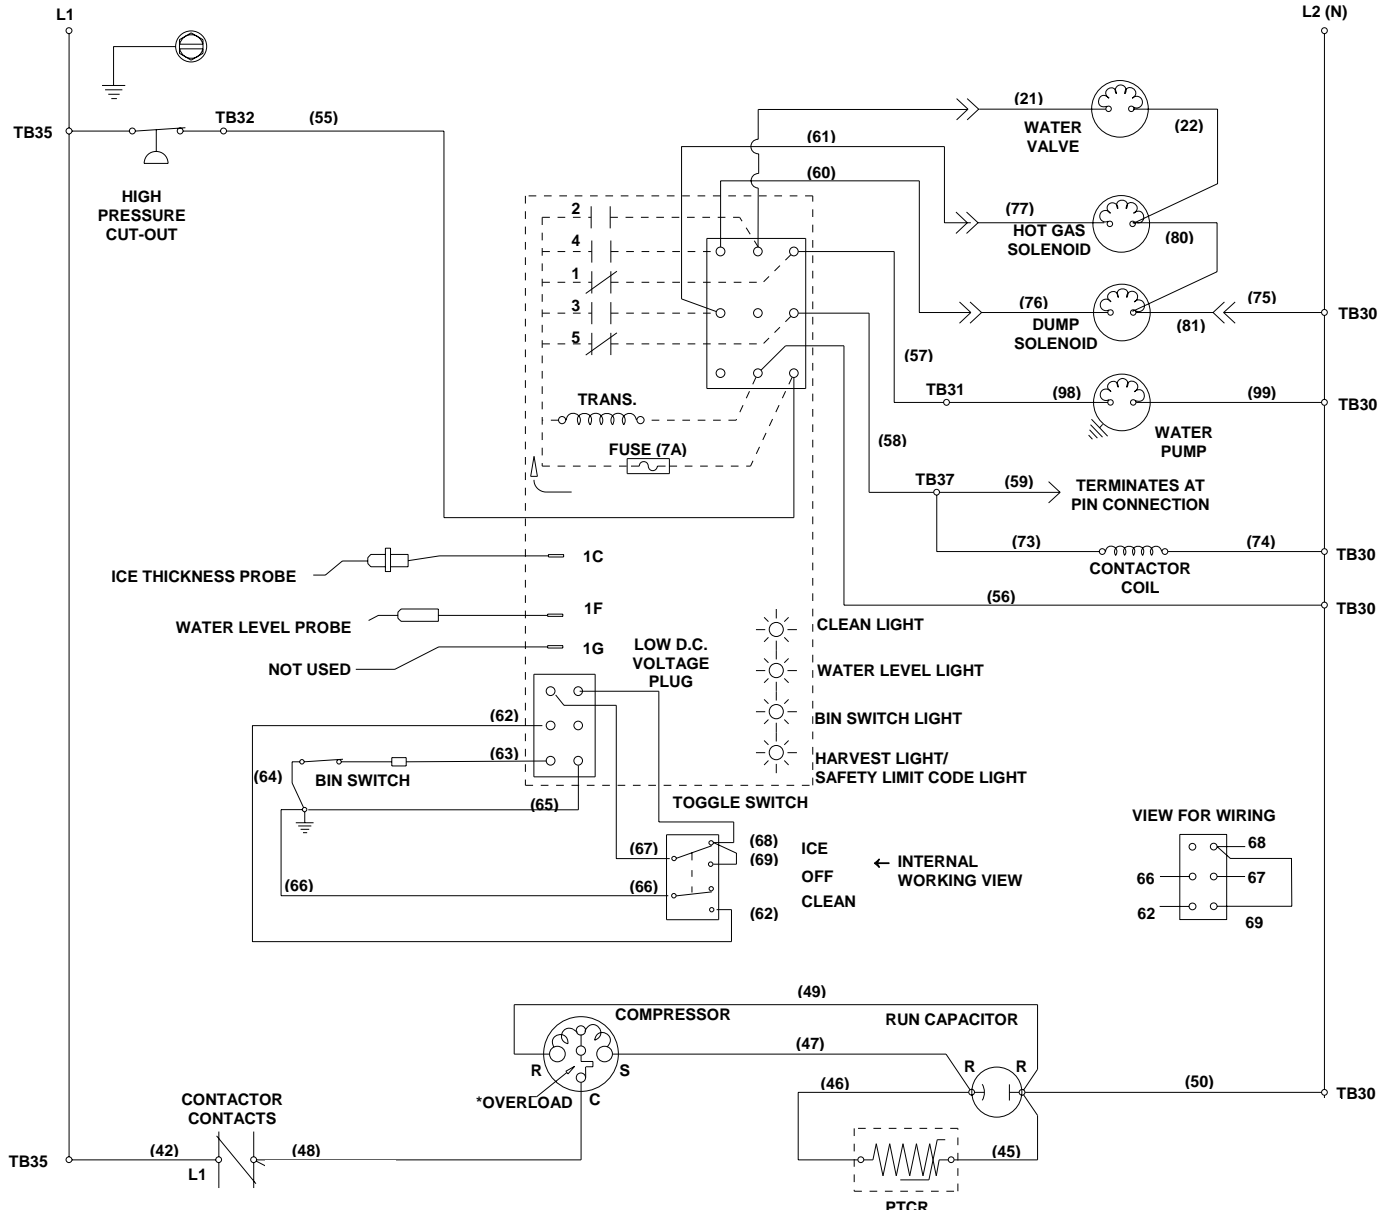 L1
L2 (N)
TB35
TB32
(55)
HIGH
PRESSURE
CUT-OUT
(21)
WATER
VALVE
(22)
(61)
(60)
(77)
HOT GAS
SOLENOID
(80)
(76)
DUMP
SOLENOID
(81)
(75)
TB30
2
4
1
3
5
(57)
TB31
(98)
WATER
PUMP
(99)
TB30
TRANS.
FUSE (7A)
(58)
TB37
(59)
TERMINATES AT
PIN CONNECTION
(73)
CONTACTOR
COIL
(74)
TB30
(56)
TB30
ICE THICKNESS PROBE
1C
WATER LEVEL PROBE
1F
NOT USED
1G
LOW D.C.
VOLTAGE
PLUG
CLEAN LIGHT
WATER LEVEL LIGHT
BIN SWITCH LIGHT
HARVEST LIGHT/
SAFETY LIMIT CODE LIGHT
(62)
(63)
(64)
BIN SWITCH
(65)
TOGGLE SWITCH
(67)
(68)
(69)
ICE
OFF
CLEAN
(66)
(66)
(62)
INTERNAL
WORKING VIEW
VIEW FOR WIRING
68
66
67
62
69
(49)
COMPRESSOR
RUN CAPACITOR
(47)
R
S
C
*OVERLOAD
R
R
(46)
(50)
TB30
CONTACTOR
CONTACTS
TB35
(42)
L1
(48)
(45)
PTCR